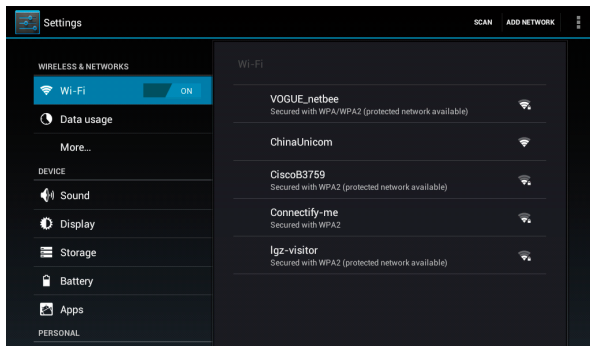 Settings
SCAN
ADD NETWORK
WIRELESS & NETWORKS
Wi-Fi
ON
Data usage
More...
DEVICE
Sound
Display
Storage
Battery
Apps
PERSONAL
Wi-Fi
VOGUE_netbee
Secured with WPA/WPA2 (protected network available)
ChinaUnicom
CiscoB3759
Secured with WPA2 (protected network available)
Connectify-me
Secured with WPA2
lgz-visitor
Secured with WPA2 (protected network available)